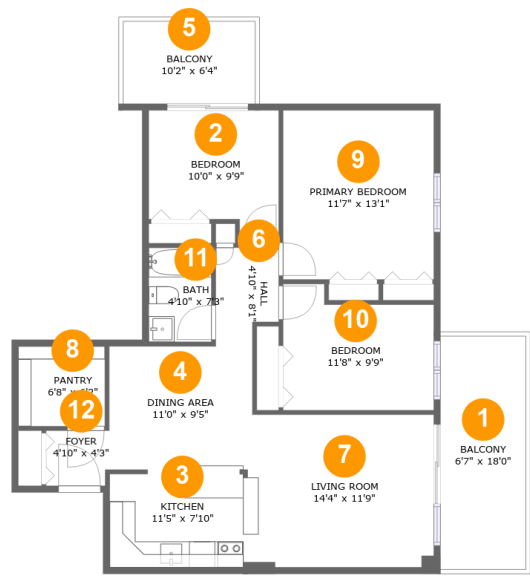 5
BALCONY
10'2" x 6'4"
2
BEDROOM
10'0" x 9'9"
9
PRIMARY BEDROOM
11'7" x 13'1"
6
HALL
4'10" x 8'1"
11
BATH
4'10" x 7'3"
10
BEDROOM
11'8" x 9'9"
8
PANTRY
6'8"
4
DINING AREA
11'0" x 9'5"
12
FOYER
4'10" x 4'3"
1
BALCONY
6'7" x 18'0"
3
KITCHEN
11'5" x 7'10"
7
LIVING ROOM
14'4" x 11'9"